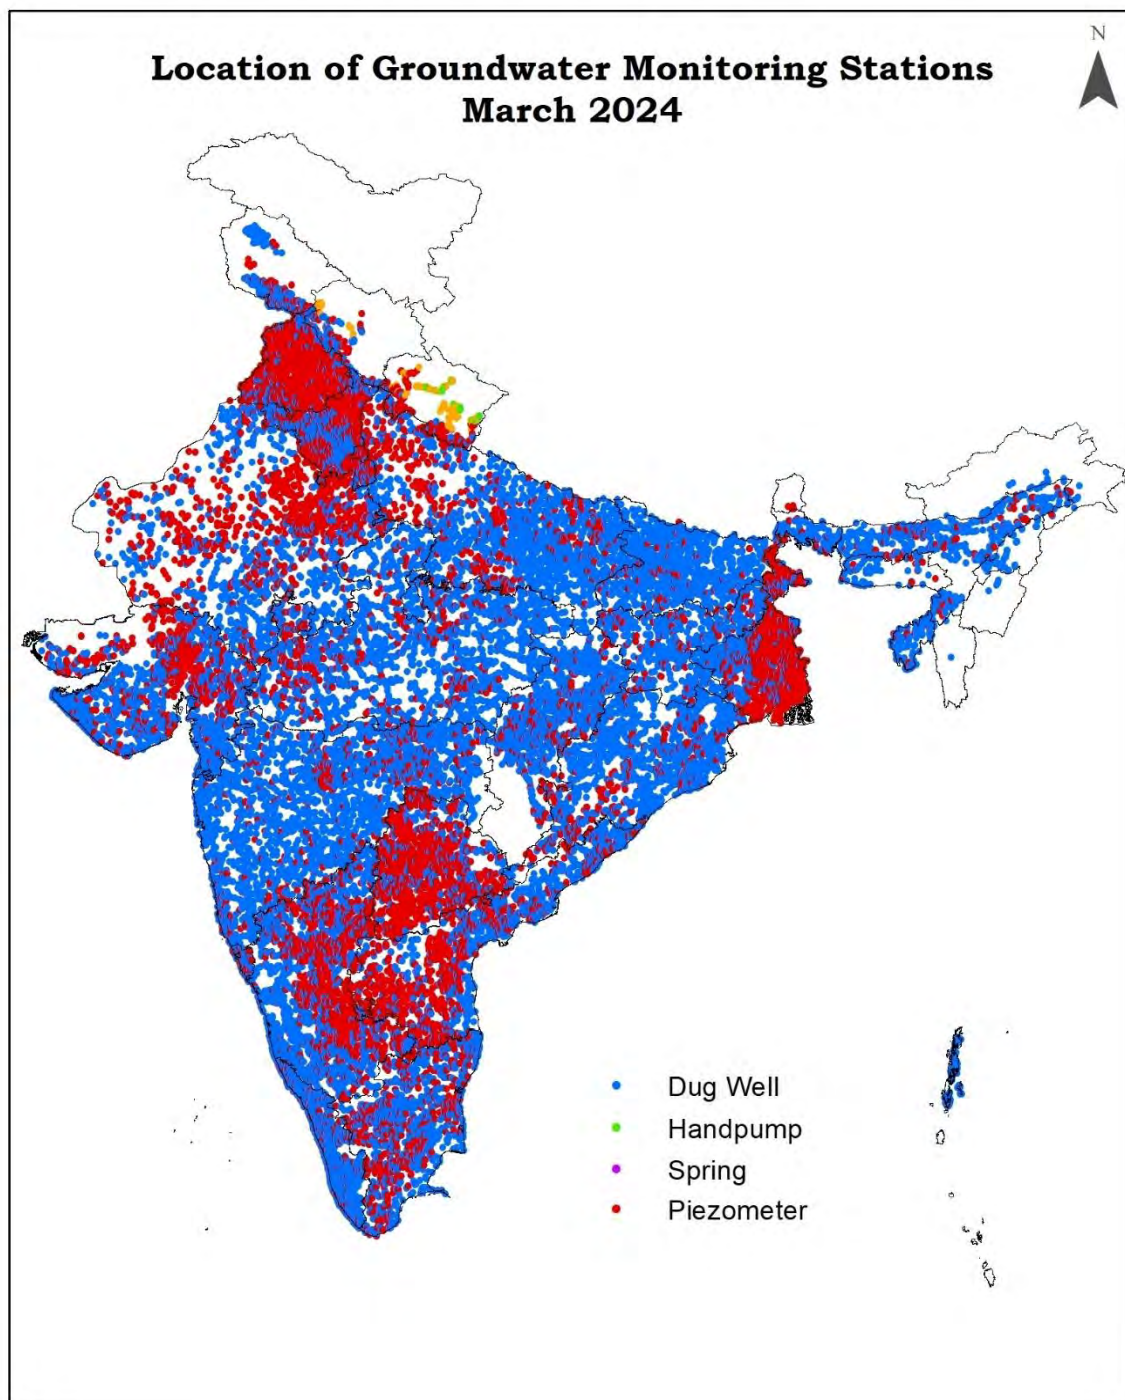 N
Location of Groundwater Monitoring Stations
March 2024
Dug Well
Handpump
Spring
Piezometer